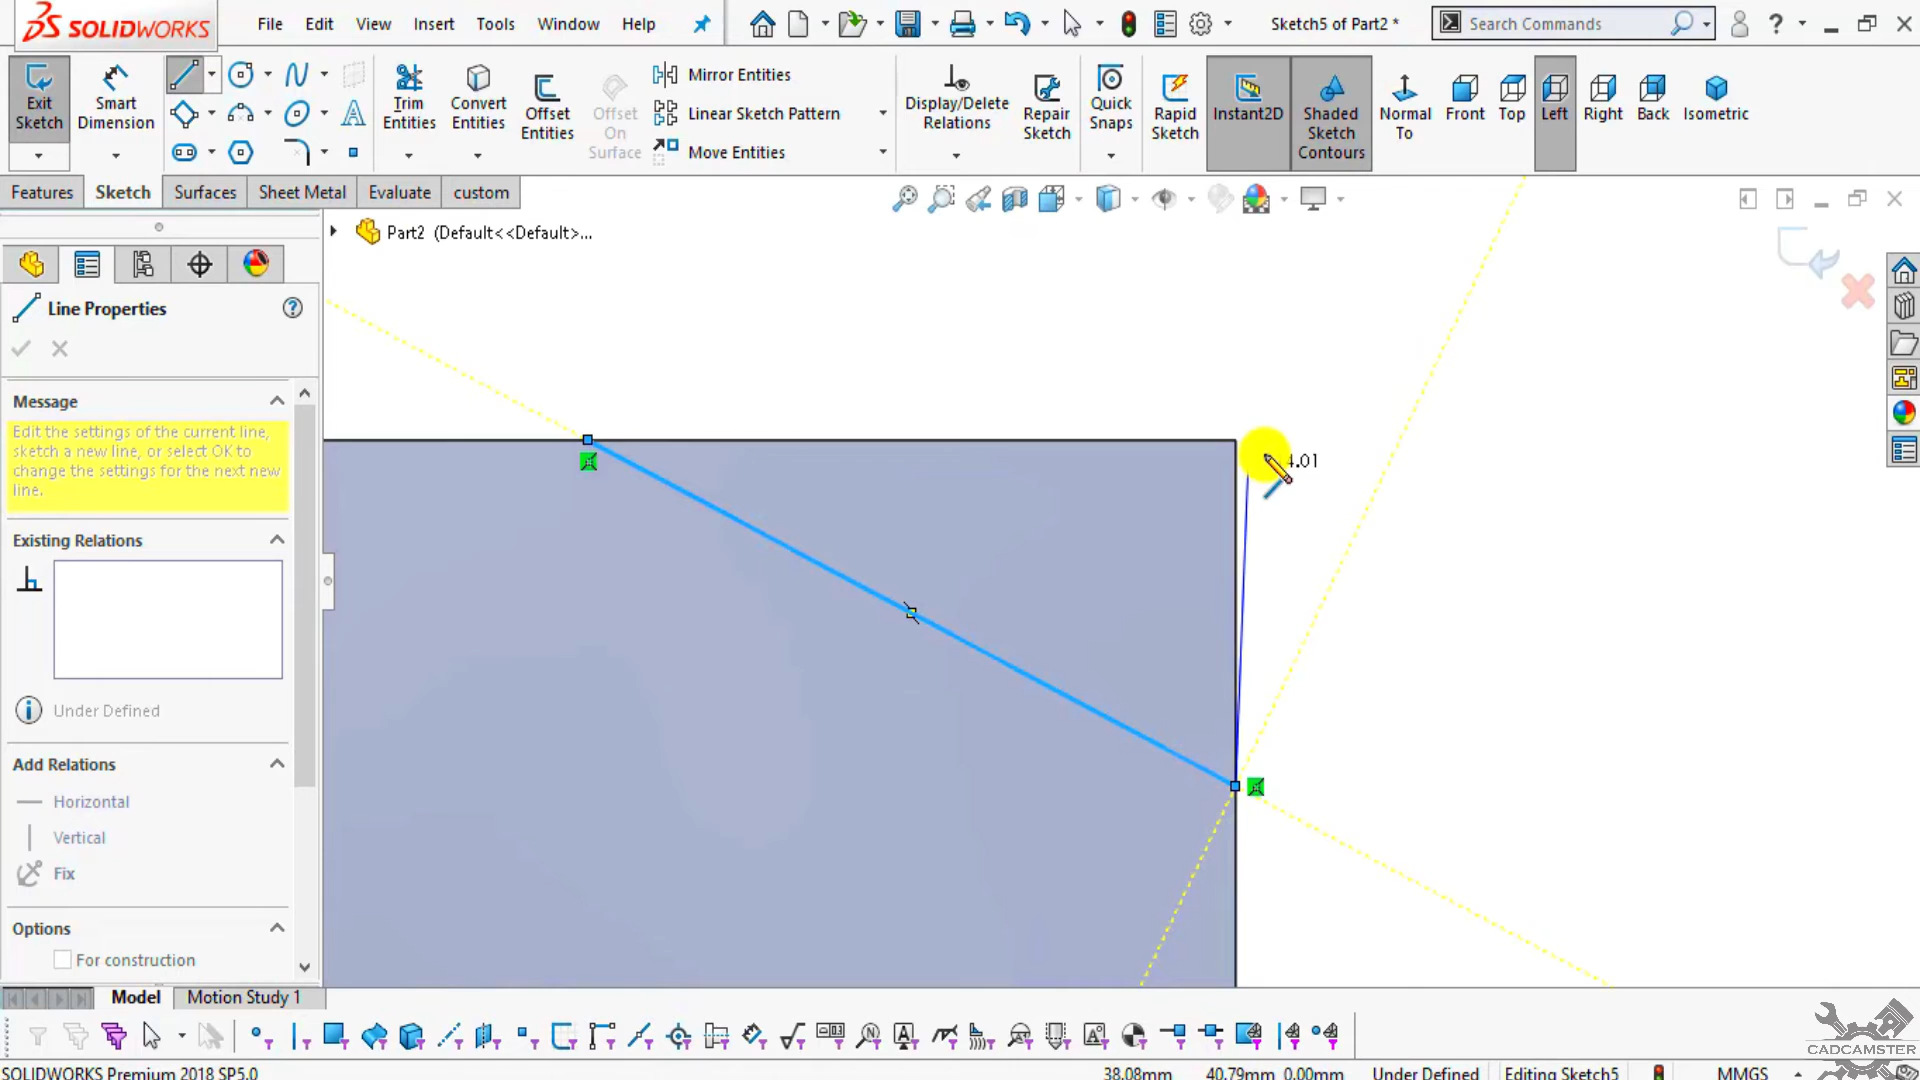 SOLIDWORKS
File Edit View Insert Tools Window Help
Sketch5 of Part2 *
Search Commands
Exit Sketch
Smart Dimension
Trim Entities
Convert Entities
Offset Entities
Offset On Surface
Mirror Entities
Linear Sketch Pattern
Move Entities
Display/Delete Relations
Repair Sketch
Quick Snaps
Rapid Sketch
Instant2D
Shaded Sketch Contours
Normal To
Front
Top
Left
Right
Back
Isometric
Features Sketch Surfaces Sheet Metal Evaluate custom
Part2 (Default<<Default>...
Line Properties
Message
Edit the settings of the current line,
sketch a new line, or select OK to
change the settings for the next new
line.
Existing Relations
Under Defined
Add Relations
Horizontal
Vertical
Fix
Options
For construction
4.01
Model Motion Study 1
SOLIDWORKS Premium 2018 SP5.0
38.08mm 40.79mm 0.00mm Under Defined Editing Sketch5 MMGS
CADCAMSTER